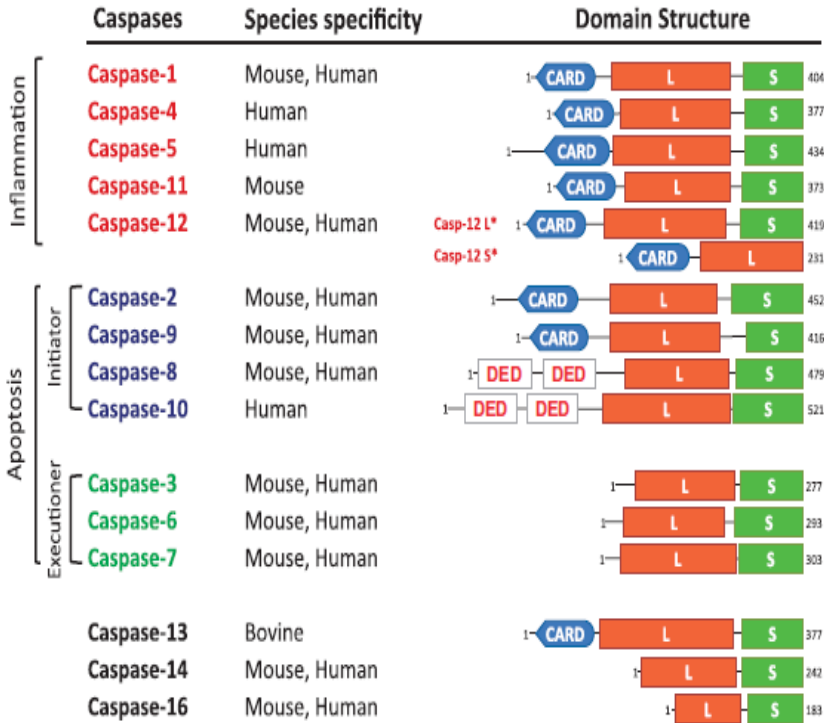 Caspases Species specificity Domain Structure
Inflammation
Caspase-1 Mouse, Human 1 CARD L S 404
Caspase-4 Human 1 CARD L S 377
Caspase-5 Human 1 CARD L S 434
Caspase-11 Mouse 1 CARD L S 373
Caspase-12 Mouse, Human Casp-12 L* 1 CARD L S 419
Casp-12 S* 1 CARD L 231
Apoptosis
Initiator
Caspase-2 Mouse, Human 1 CARD L S 452
Caspase-9 Mouse, Human 1 CARD L S 416
Caspase-8 Mouse, Human 1 DED DED L S 479
Caspase-10 Human 1 DED DED L S 521
Executioner
Caspase-3 Mouse, Human 1 L S 277
Caspase-6 Mouse, Human 1 L S 293
Caspase-7 Mouse, Human 1 L S 303
Caspase-13 Bovine 1 CARD L S 377
Caspase-14 Mouse, Human 1 L S 242
Caspase-16 Mouse, Human 1 L S 183